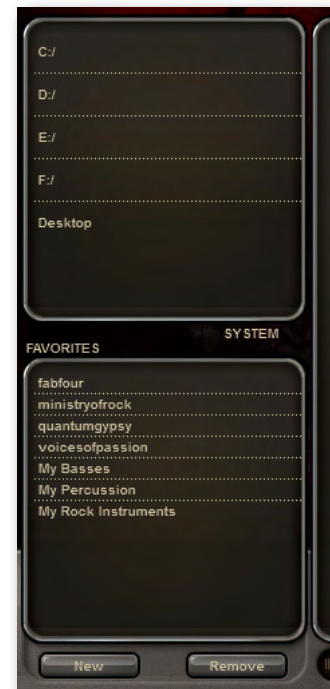 C:/
D:/
E:/
F:/
Desktop
SYSTEM
FAVORITES
fabfour
ministryofrock
quantumgypsy
voicesofpassion
My Basses
My Percussion
My Rock Instruments
New
Remove